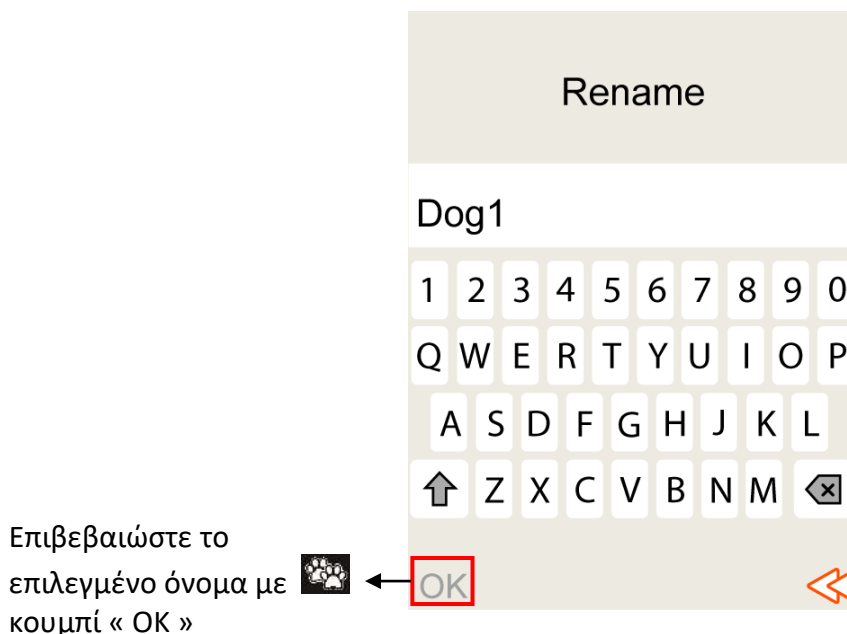 Rename
Dog1
1 2 3 4 5 6 7 8 9 0
Q W E R T Y U I O P
A S D F G H J K L
Z X C V B N M
OK
Επιβεβαιώστε το
επιλεγμένο όνομα με
κουμπί « OK »